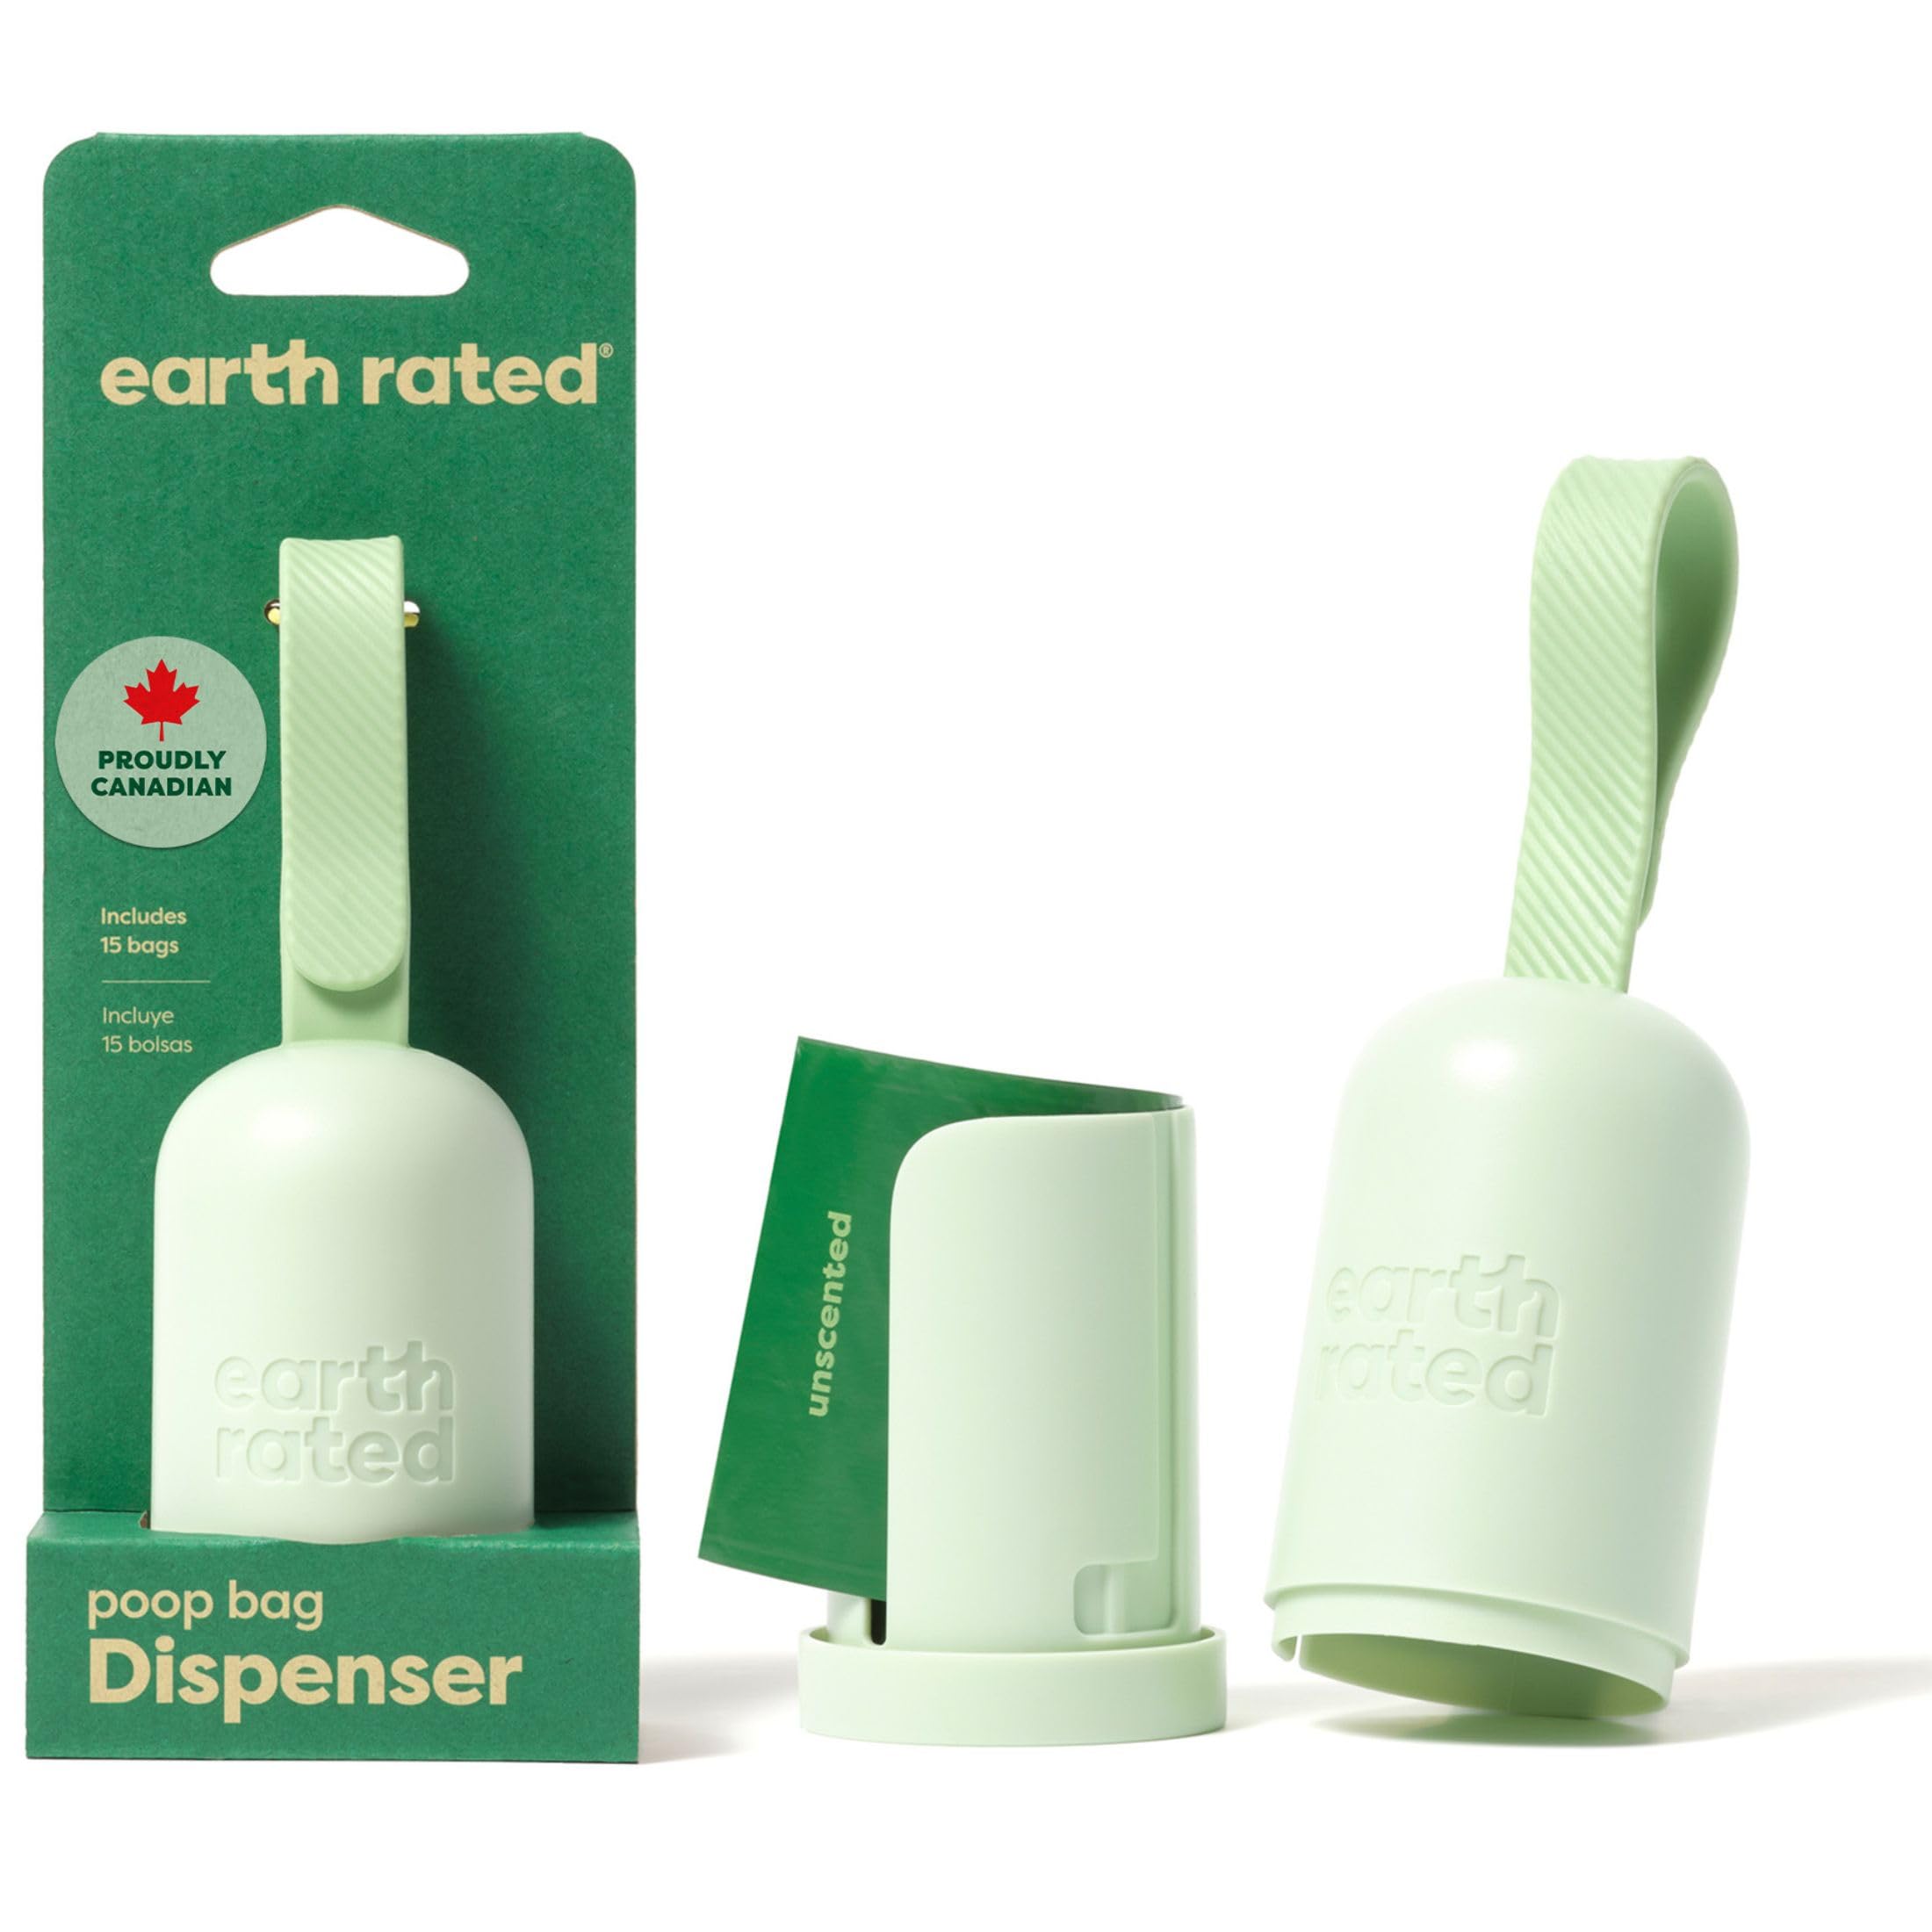 earth rated®
PROUDLY
CANADIAN
Includes
15 bags
Incluye
15 bolsas
earth
rated
poop bag
Dispenser
unscented
earth
rated